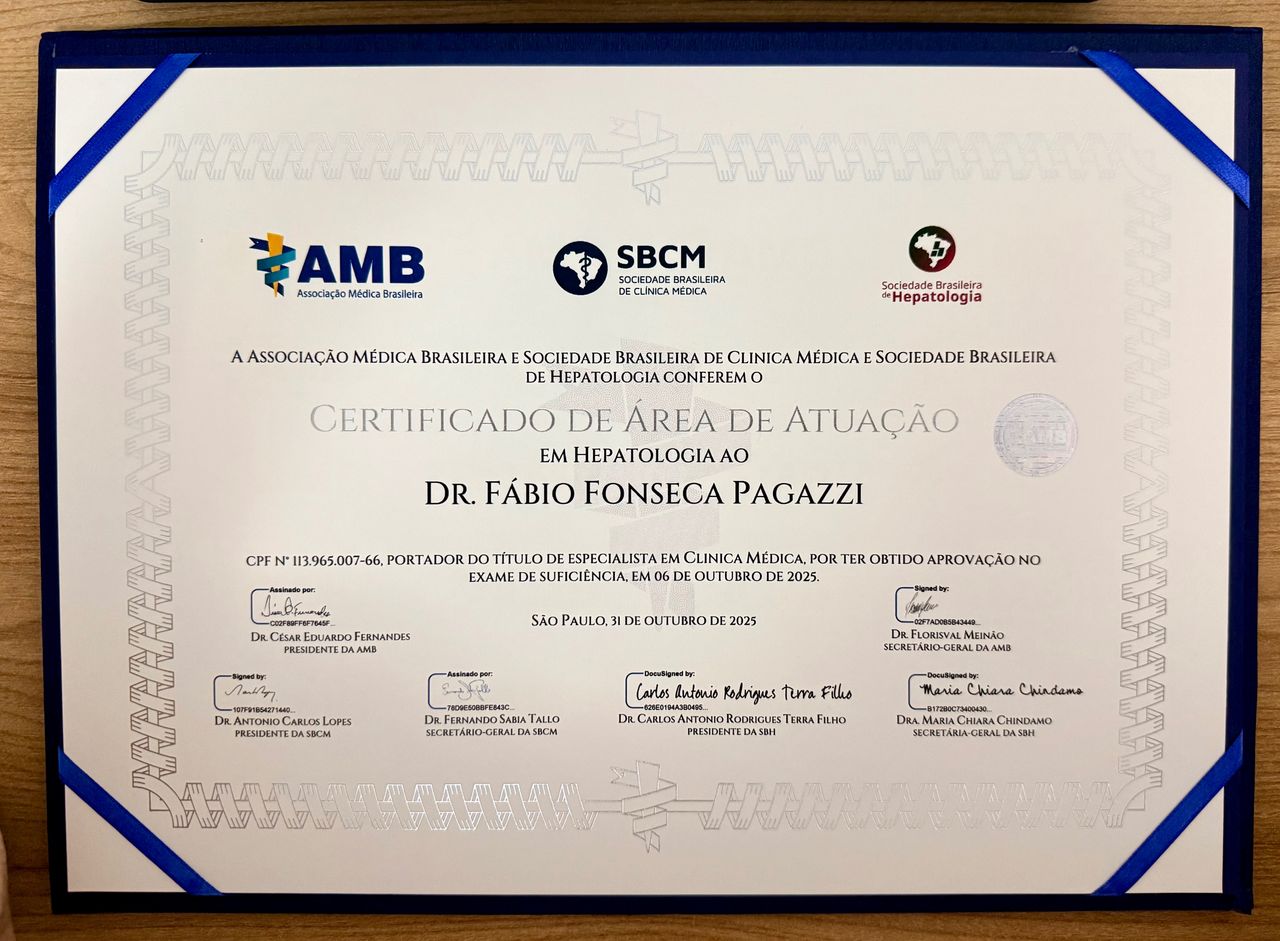 AMB
Associação Médica Brasileira
SBCM
SOCIEDADE BRASILEIRA
DE CLÍNICA MÉDICA
Sociedade Brasileira
de Hepatologia
A ASSOCIAÇÃO MÉDICA BRASILEIRA E SOCIEDADE BRASILEIRA DE CLINICA MÉDICA E SOCIEDADE BRASILEIRA
DE HEPATOLOGIA CONFEREM O
CERTIFICADO DE ÁREA DE ATUAÇÃO
AMB
EM HEPATOLOGIA AO
DR. FÁBIO FONSECA PAGAZZI
CPF Nº 113.965.007-66, PORTADOR DO TÍTULO DE ESPECIALISTA EM CLINICA MÉDICA, POR TER OBTIDO APROVAÇÃO NO
EXAME DE SUFICIÊNCIA, EM 06 DE OUTUBRO DE 2025.
Assinado por:
C02F89FF6F7645F...
DR. CÉSAR EDUARDO FERNANDES
PRESIDENTE DA AMB
SÃO PAULO, 31 DE OUTUBRO DE 2025
Signed by:
02F7AD0B5B43449...
DR. FLORISVAL MEINÃO
SECRETÁRIO-GERAL DA AMB
Signed by:
107F91B54271440...
DR. ANTONIO CARLOS LOPES
PRESIDENTE DA SBCM
Assinado por:
78D9E50BBFE843C...
DR. FERNANDO SABIA TALLO
SECRETÁRIO-GERAL DA SBCM
DocuSigned by:
Carlos Antonio Rodrigues Terra Filho
626E0194A3B0495...
DR. CARLOS ANTONIO RODRIGUES TERRA FILHO
PRESIDENTE DA SBH
DocuSigned by:
Maria Chiara Chindamo
B172B0C73400430...
DRA. MARIA CHIARA CHINDAMO
SECRETÁRIA-GERAL DA SBH